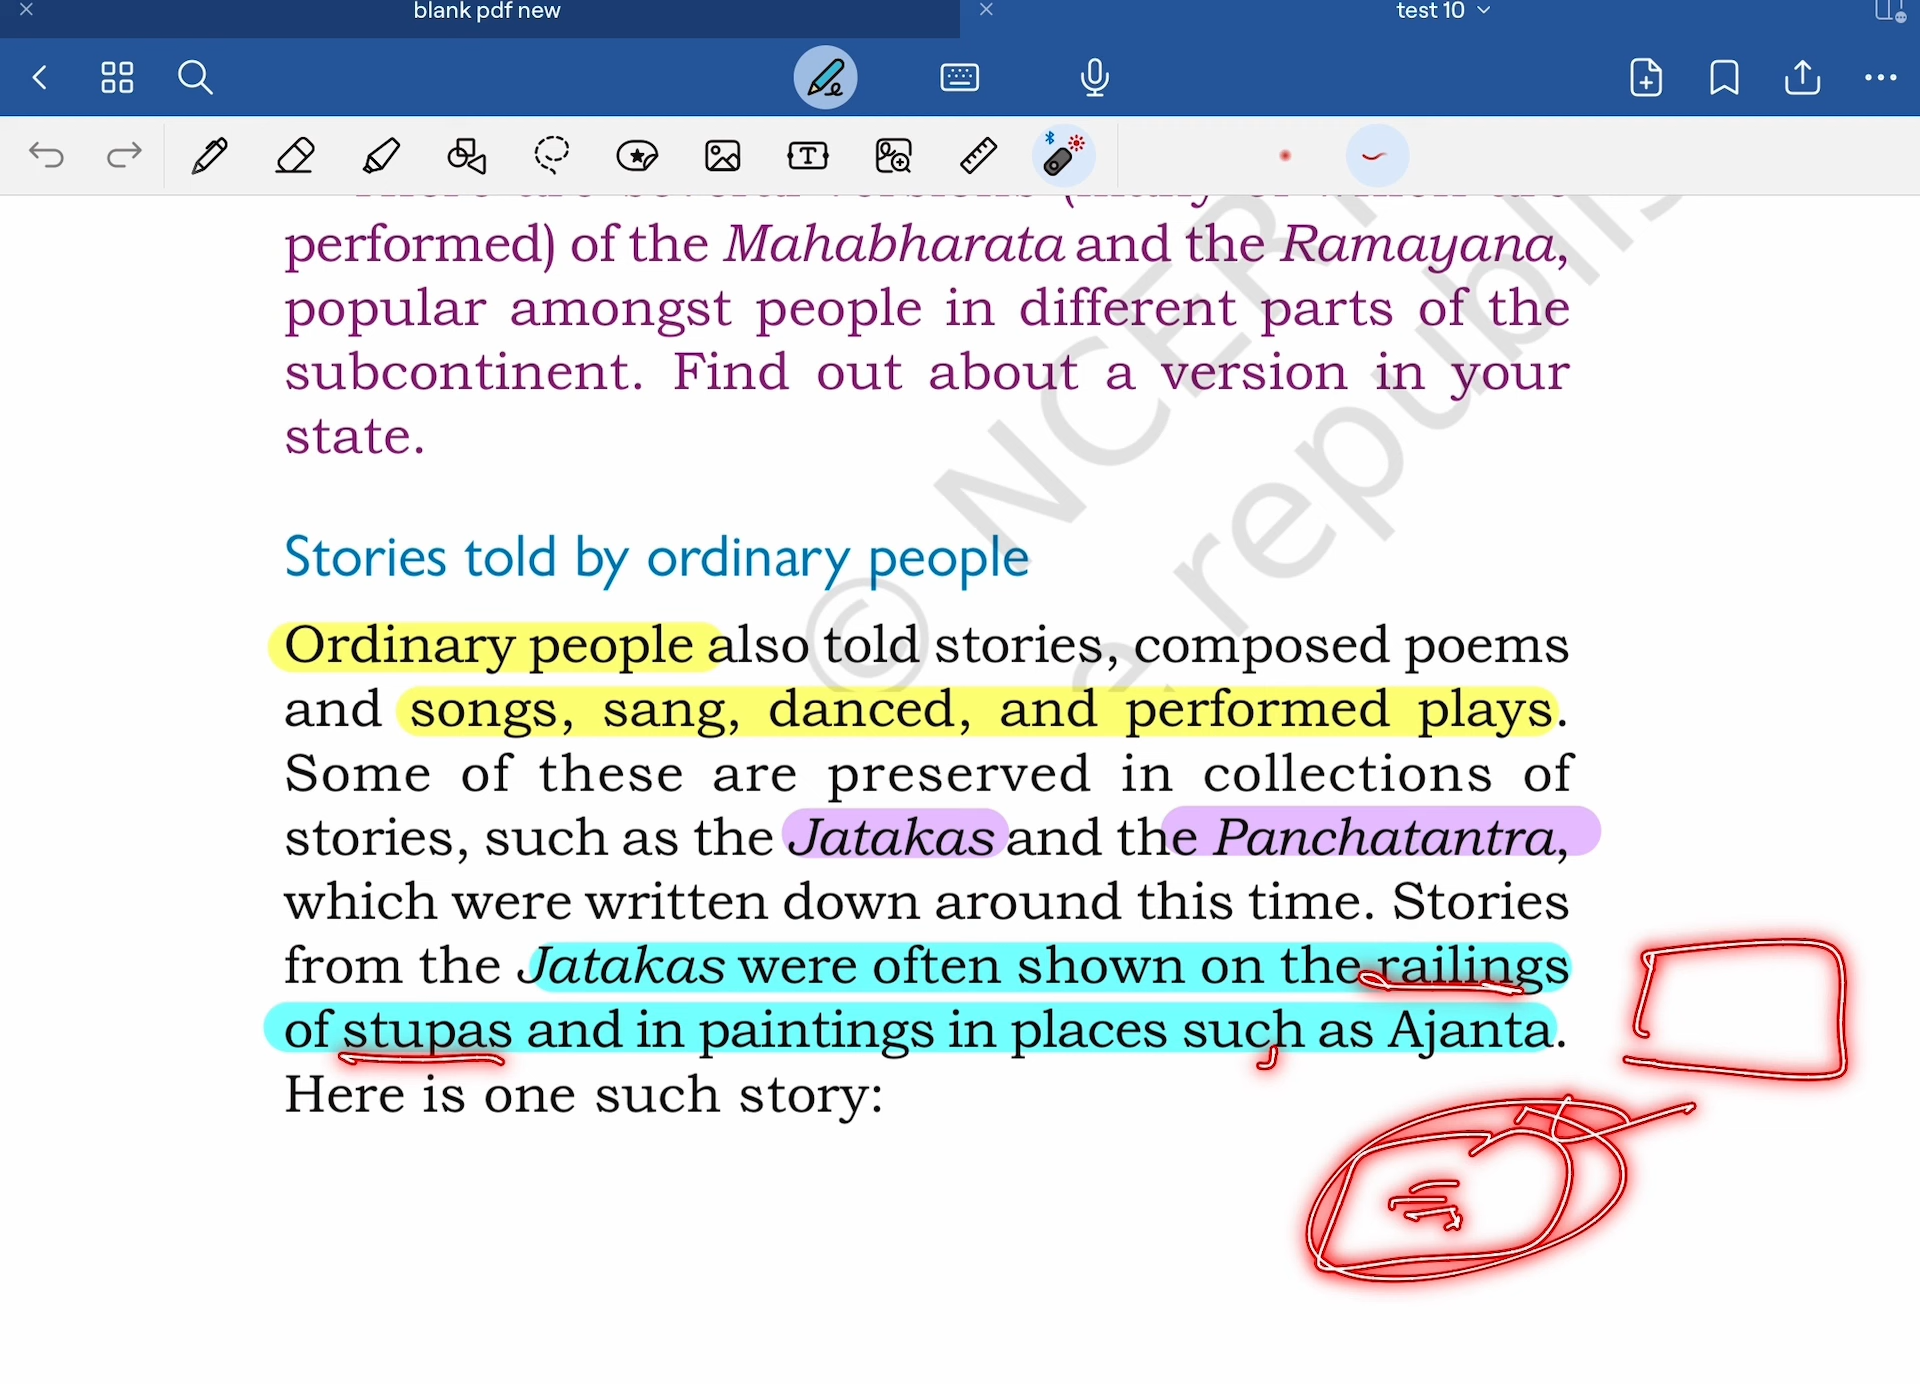 blank pdf new
test 10
performed) of the Mahabharata and the Ramayana,
popular amongst people in different parts of the
subcontinent. Find out about a version in your
state.
Stories told by ordinary people
Ordinary people also told stories, composed poems
and songs, sang, danced, and performed plays.
Some of these are preserved in collections of
stories, such as the Jatakas and the Panchatantra,
which were written down around this time. Stories
from the Jatakas were often shown on the railings
of stupas and in paintings in places such as Ajanta.
Here is one such story:
© NCER
republis